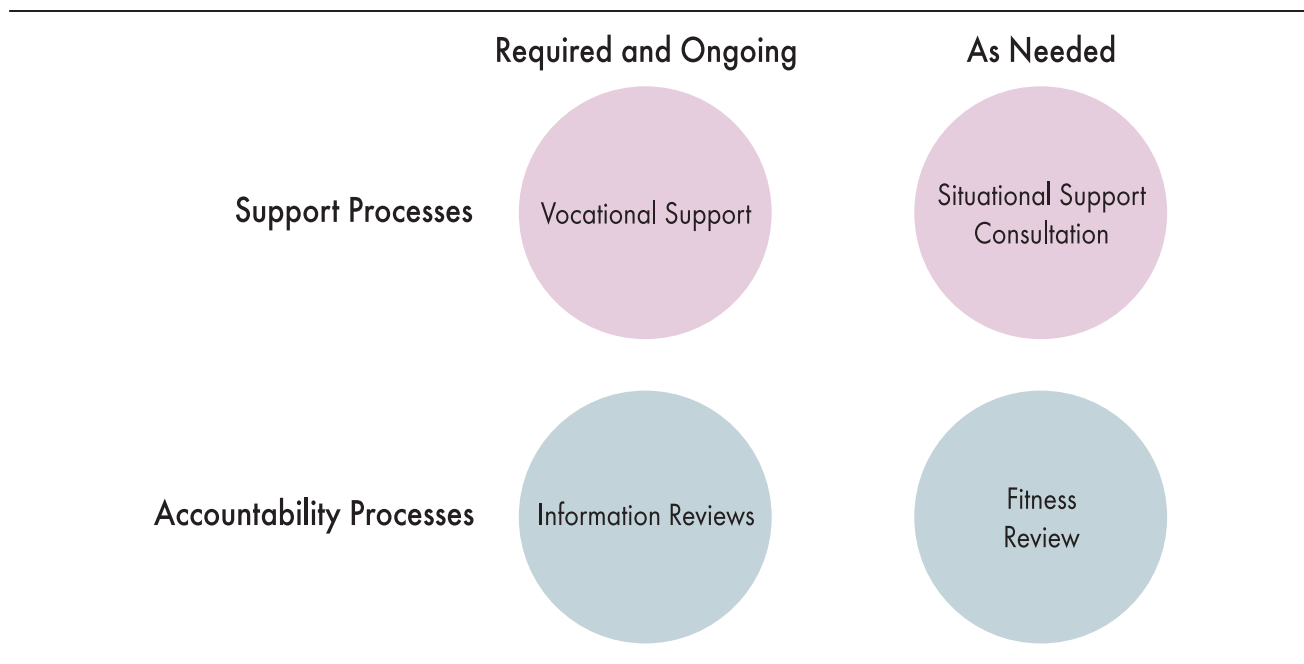 Required and Ongoing
As Needed
Support Processes
Vocational Support
Situational Support
Consultation
Accountability Processes
Information Reviews
Fitness
Review